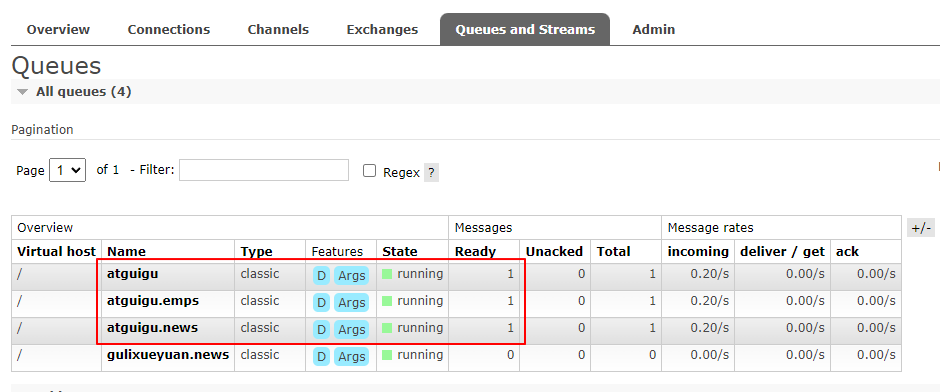 Overview Connections Channels Exchanges Queues and Streams Admin
Queues
All queues (4)
Pagination
Page 1 of 1 - Filter: Regex ?
Overview Messages Message rates +/-
Virtual host Name Type Features State Ready Unacked Total incoming deliver / get ack
/ atguigu classic D Args running 1 0 1 0.20/s 0.00/s 0.00/s
/ atguigu.emps classic D Args running 1 0 1 0.20/s 0.00/s 0.00/s
/ atguigu.news classic D Args running 1 0 1 0.20/s 0.00/s 0.00/s
/ gulixueyuan.news classic D Args running 0 0 0 0.00/s 0.00/s 0.00/s